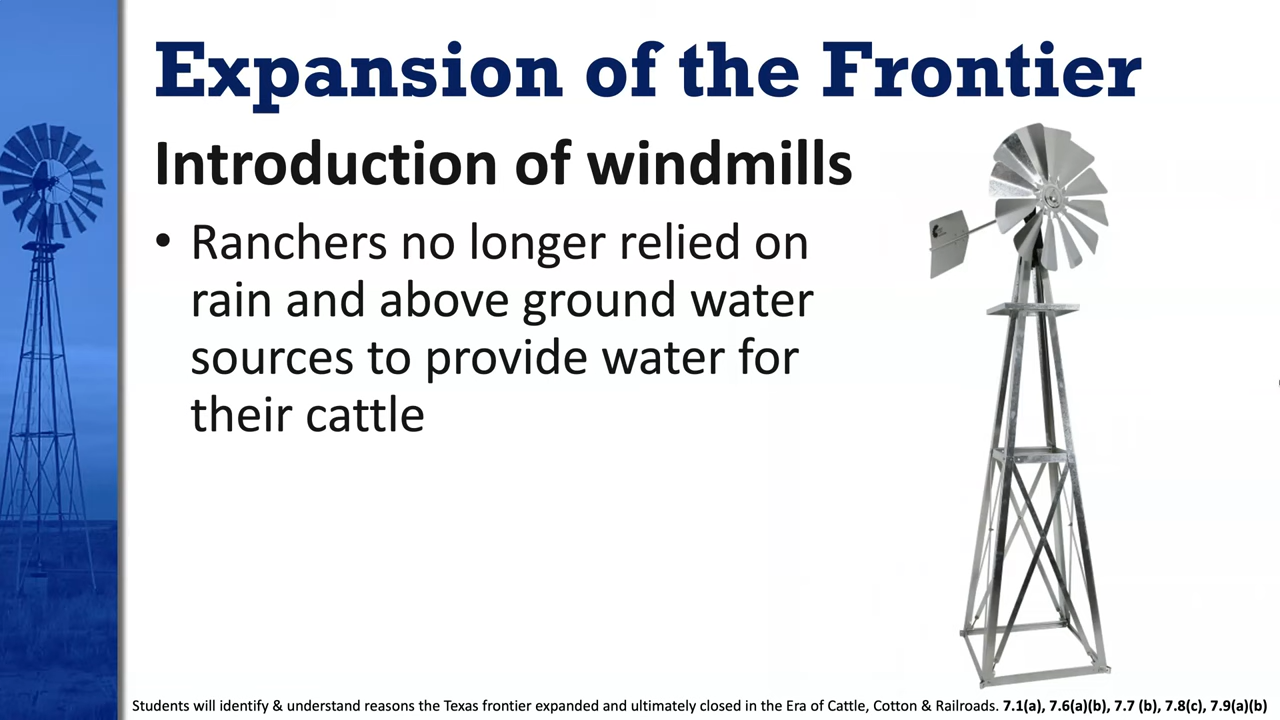 Expansion of the Frontier
Introduction of windmills
• Ranchers no longer relied on
rain and above ground water
sources to provide water for
their cattle
Students will identify & understand reasons the Texas frontier expanded and ultimately closed in the Era of Cattle, Cotton & Railroads. 7.1(a), 7.6(a)(b), 7.7 (b), 7.8(c), 7.9(a)(b)